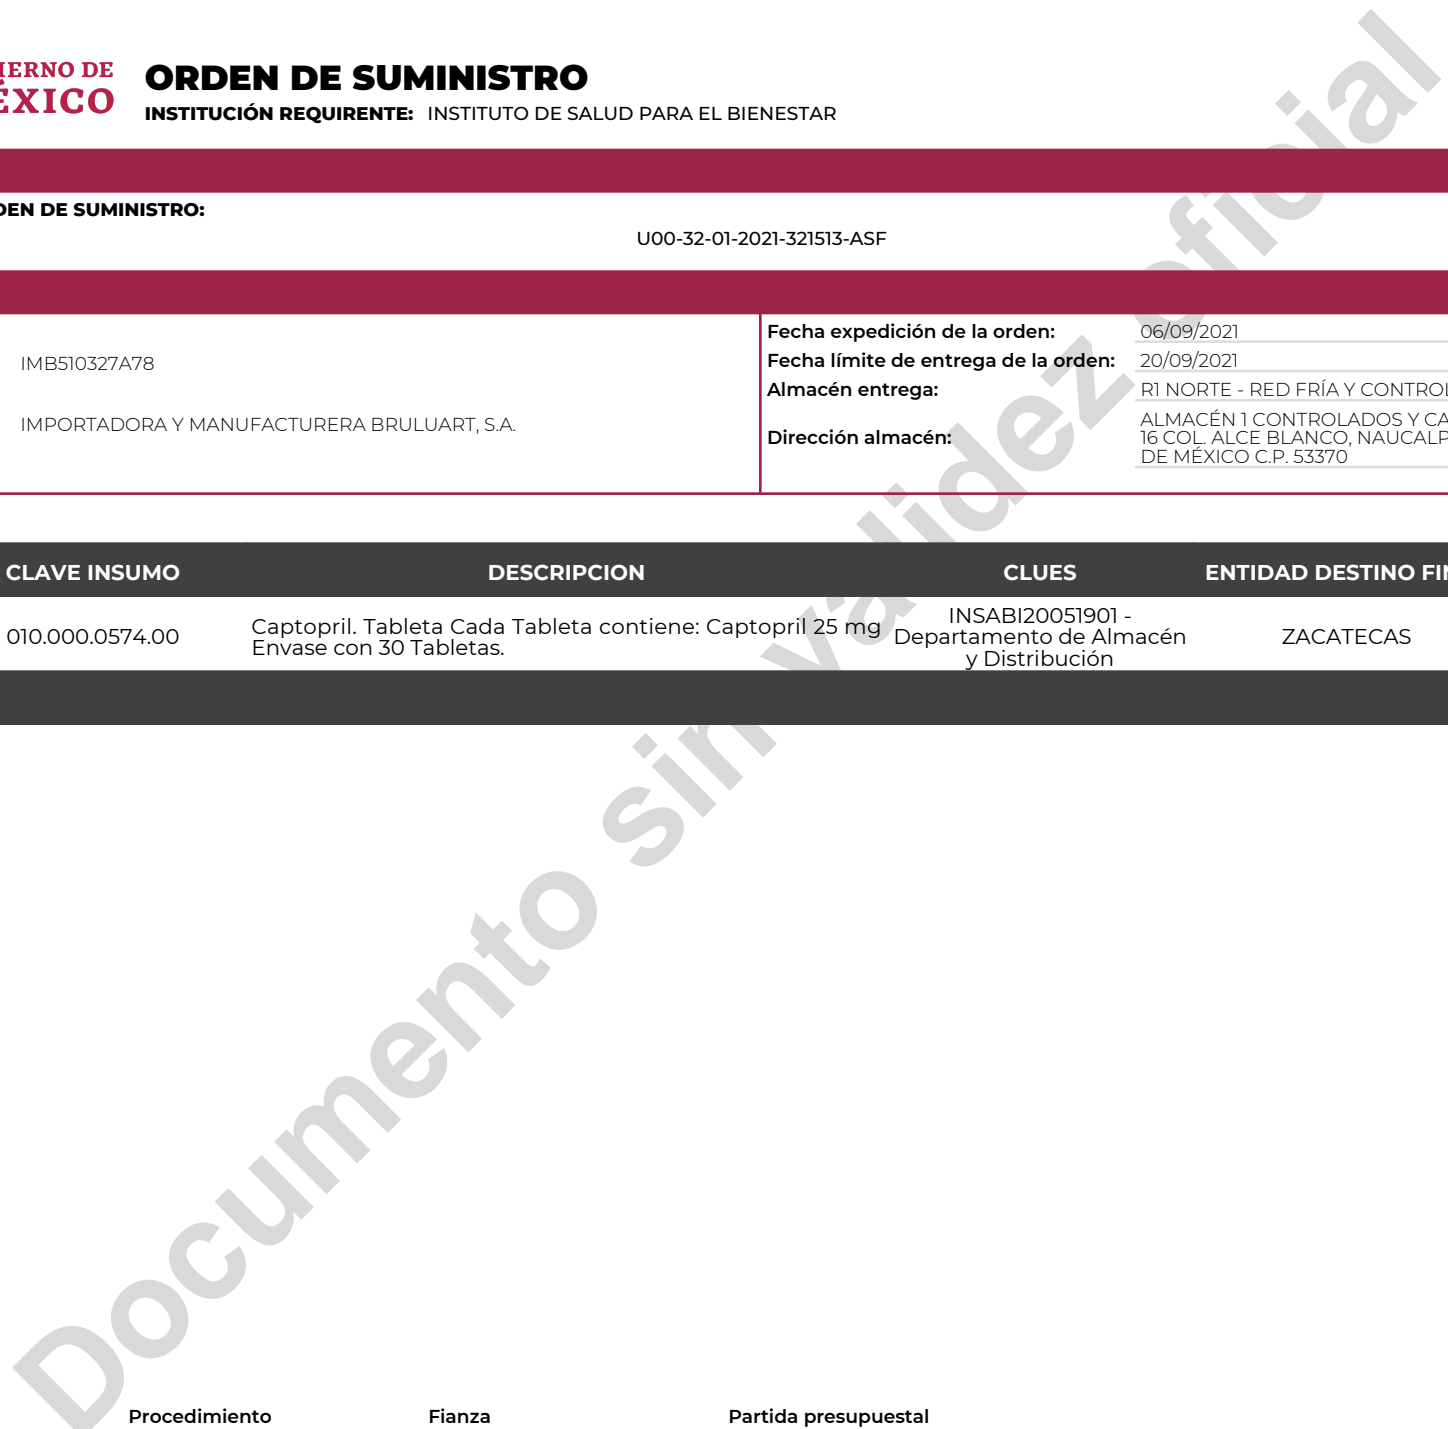 IERNO DE
ÉXICO
ORDEN DE SUMINISTRO
INSTITUCIÓN REQUIRENTE: INSTITUTO DE SALUD PARA EL BIENESTAR
DEN DE SUMINISTRO:
U00-32-01-2021-321513-ASF
IMB510327A78
IMPORTADORA Y MANUFACTURERA BRULUART, S.A.
Fecha expedición de la orden: 06/09/2021
Fecha límite de entrega de la orden: 20/09/2021
Almacén entrega: R1 NORTE - RED FRÍA Y CONTROL
Dirección almacén: ALMACÉN 1 CONTROLADOS Y CA
16 COL. ALCE BLANCO, NAUCALP
DE MÉXICO C.P. 53370
CLAVE INSUMO DESCRIPCION CLUES ENTIDAD DESTINO FIN
010.000.0574.00
Captopril. Tableta Cada Tableta contiene: Captopril 25 mg
Envase con 30 Tabletas.
INSABI20051901 -
Departamento de Almacén
y Distribución
ZACATECAS
Documento sin validez oficial
Procedimiento Fianza Partida presupuestal